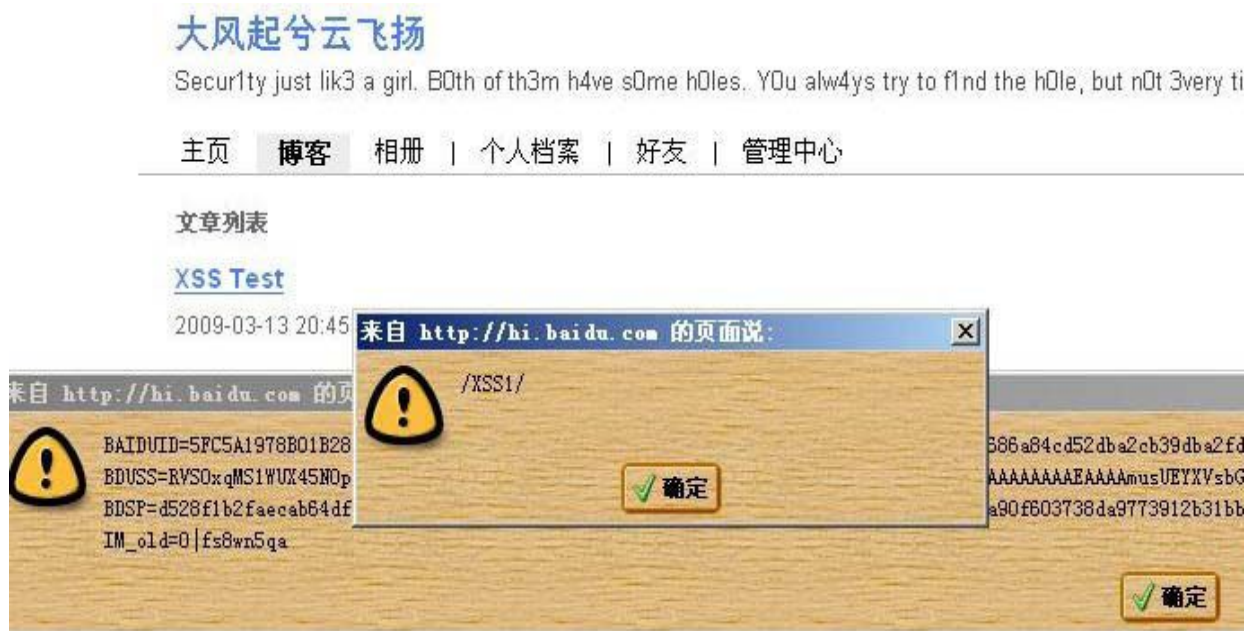 大风起兮云飞扬
Secur1ty just lik3 a girl. B0th of th3m h4ve s0me h0les. Y0u alw4ys try to f1nd the h0le, but n0t 3very ti
主页 博客 相册 | 个人档案 | 好友 | 管理中心
文章列表
XSS Test
2009-03-13 20:45
来自 http://hi.baidu.com 的页面说:
/XSS1/
确定
来自 http://hi.baidu.com 的页
BAIDUID=5FC5A1978B01B28 686a84cd52dba2cb39dba2fd
BDUSS=RVSOxqMS1WUX45NOp AAAAAAAAEAAAAmusUEYXVsbG
BDSP=d528f1b2faecab64df a90f603738da9773912b31bb
IM_old=0|fs8wn5qa
确定